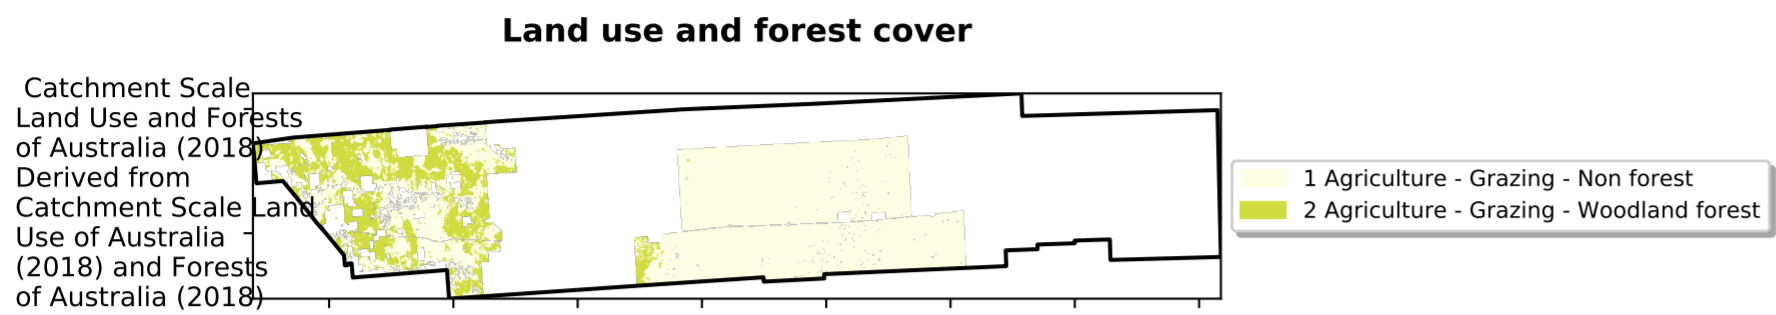 Land use and forest cover
Catchment Scale
Land Use and Forests
of Australia (2018)
Derived from
Catchment Scale Land
Use of Australia
(2018) and Forests
of Australia (2018)
1 Agriculture - Grazing - Non forest
2 Agriculture - Grazing - Woodland forest